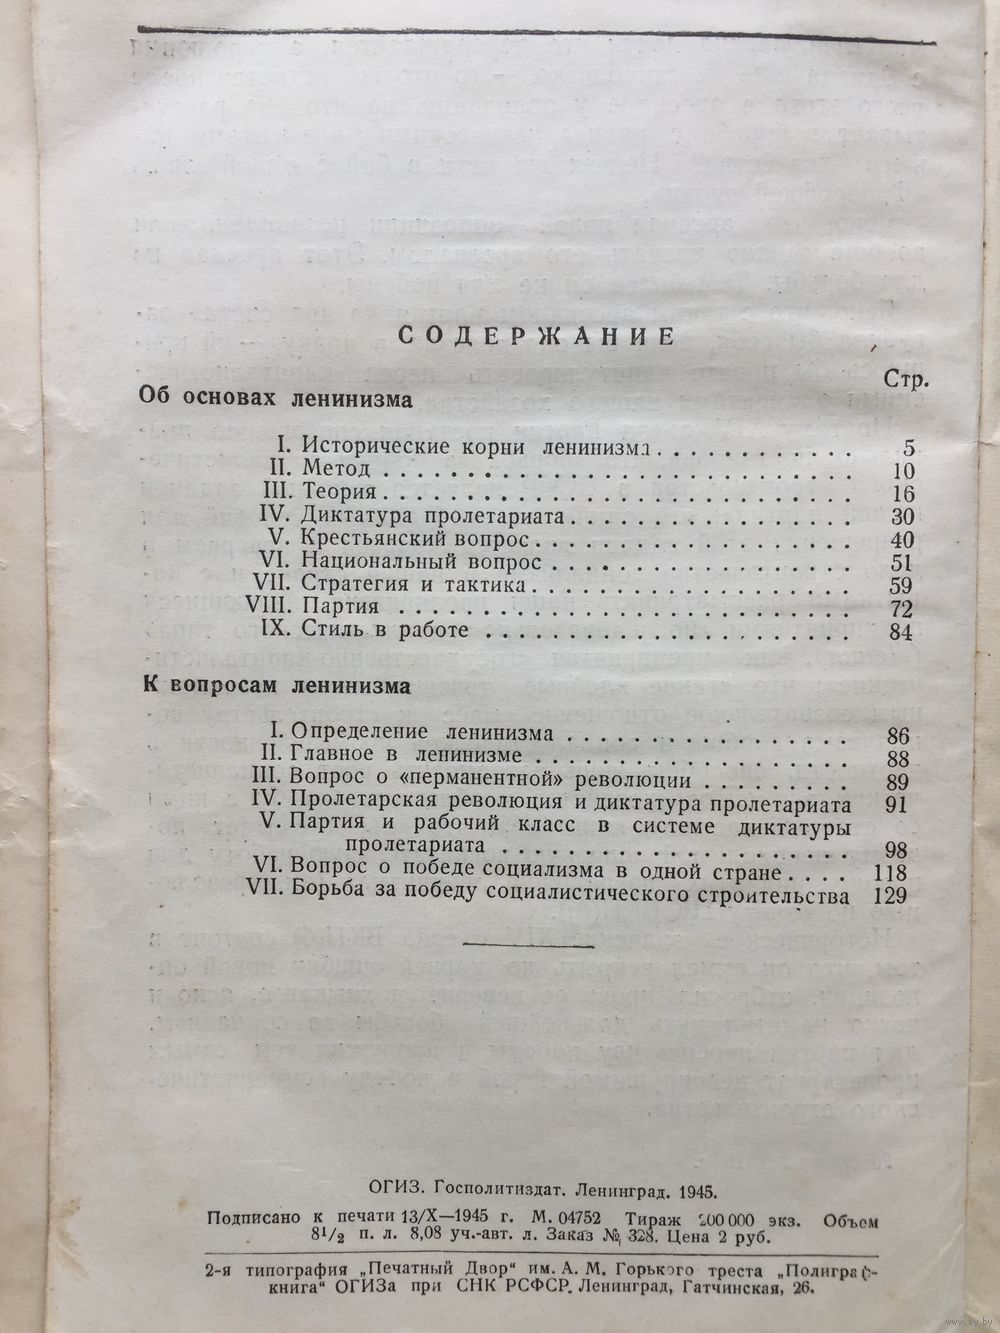 СОДЕРЖАНИЕ
Стр.
Об основах ленинизма
I. Исторические корни ленинизма . . . . . . . . . . . . 5
II. Метод . . . . . . . . . . . . . . . . . . . . . . . . . . . . 10
III. Теория . . . . . . . . . . . . . . . . . . . . . . . . . . . . 16
IV. Диктатура пролетариата . . . . . . . . . . . . . . . . . 30
V. Крестьянский вопрос . . . . . . . . . . . . . . . . . . . 40
VI. Национальный вопрос . . . . . . . . . . . . . . . . . . 51
VII. Стратегия и тактика . . . . . . . . . . . . . . . . . . . 59
VIII. Партия . . . . . . . . . . . . . . . . . . . . . . . . . . . 72
IX. Стиль в работе . . . . . . . . . . . . . . . . . . . . . . 84
К вопросам ленинизма
I. Определение ленинизма . . . . . . . . . . . . . . . . . 86
II. Главное в ленинизме . . . . . . . . . . . . . . . . . . . 88
III. Вопрос о «перманентной» революции . . . . . . . . . 89
IV. Пролетарская революция и диктатура пролетариата 91
V. Партия и рабочий класс в системе диктатуры
пролетариата . . . . . . . . . . . . . . . . . . . . . 98
VI. Вопрос о победе социализма в одной стране . . . . 118
VII. Борьба за победу социалистического строительства 129
ОГИЗ. Госполитиздат. Ленинград. 1945.
Подписано к печати 13/X—1945 г. М. 04752 Тираж 200 000 экз. Объем
8 1/2 п. л. 8,08 уч.-авт. л. Заказ № 328. Цена 2 руб.
2-я типография „Печатный Двор“ им. А. М. Горького треста „Полиграф-
книга“ ОГИЗа при СНК РСФСР. Ленинград, Гатчинская, 26.
www.ay.by